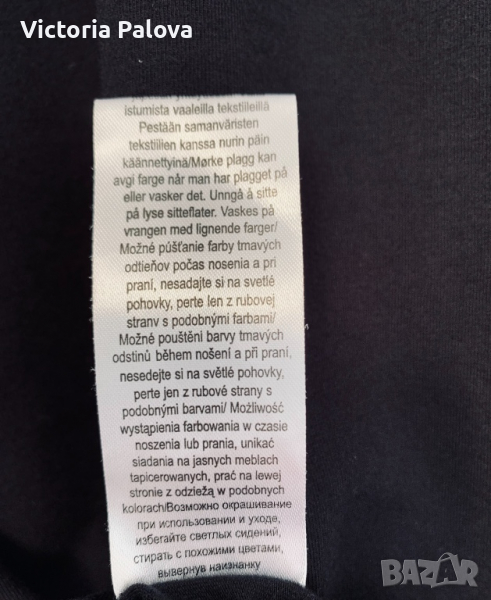 Victoria Palova
istumista vaaleilla tekstiileillä
Pestään samanväristen
tekstiilien kanssa nurin päin
käännettyinä/Mørke plagg kan
avgi farge når man har plagget på
eller vasker det. Unngå å sitte
på lyse sitteflater. Vaskes på
vrangen med lignende farger/
Možné púšťanie farby tmavých
odtieňov počas nosenia a pri
praní, nesadajte si na svetlé
pohovky, perte len z rubovej
strany s podobnými farbami/
Možné pouštěni barvy tmavých
odstinů během nošení a při praní,
nesedejte si na světlé pohovky,
perte jen z rubové strany s
podobnými barvami/ Możliwość
wystąpienia farbowania w czasie
noszenia lub prania, unikać
siadania na jasnych meblach
tapicerowanych, prać na lewej
stronie z odzieżą w podobnych
kolorach/Возможно окрашивание
при использовании и уходе,
избегайте светлых сидений,
стирать с похожими цветами,
вывернув наизнанку
BAZAR
bg